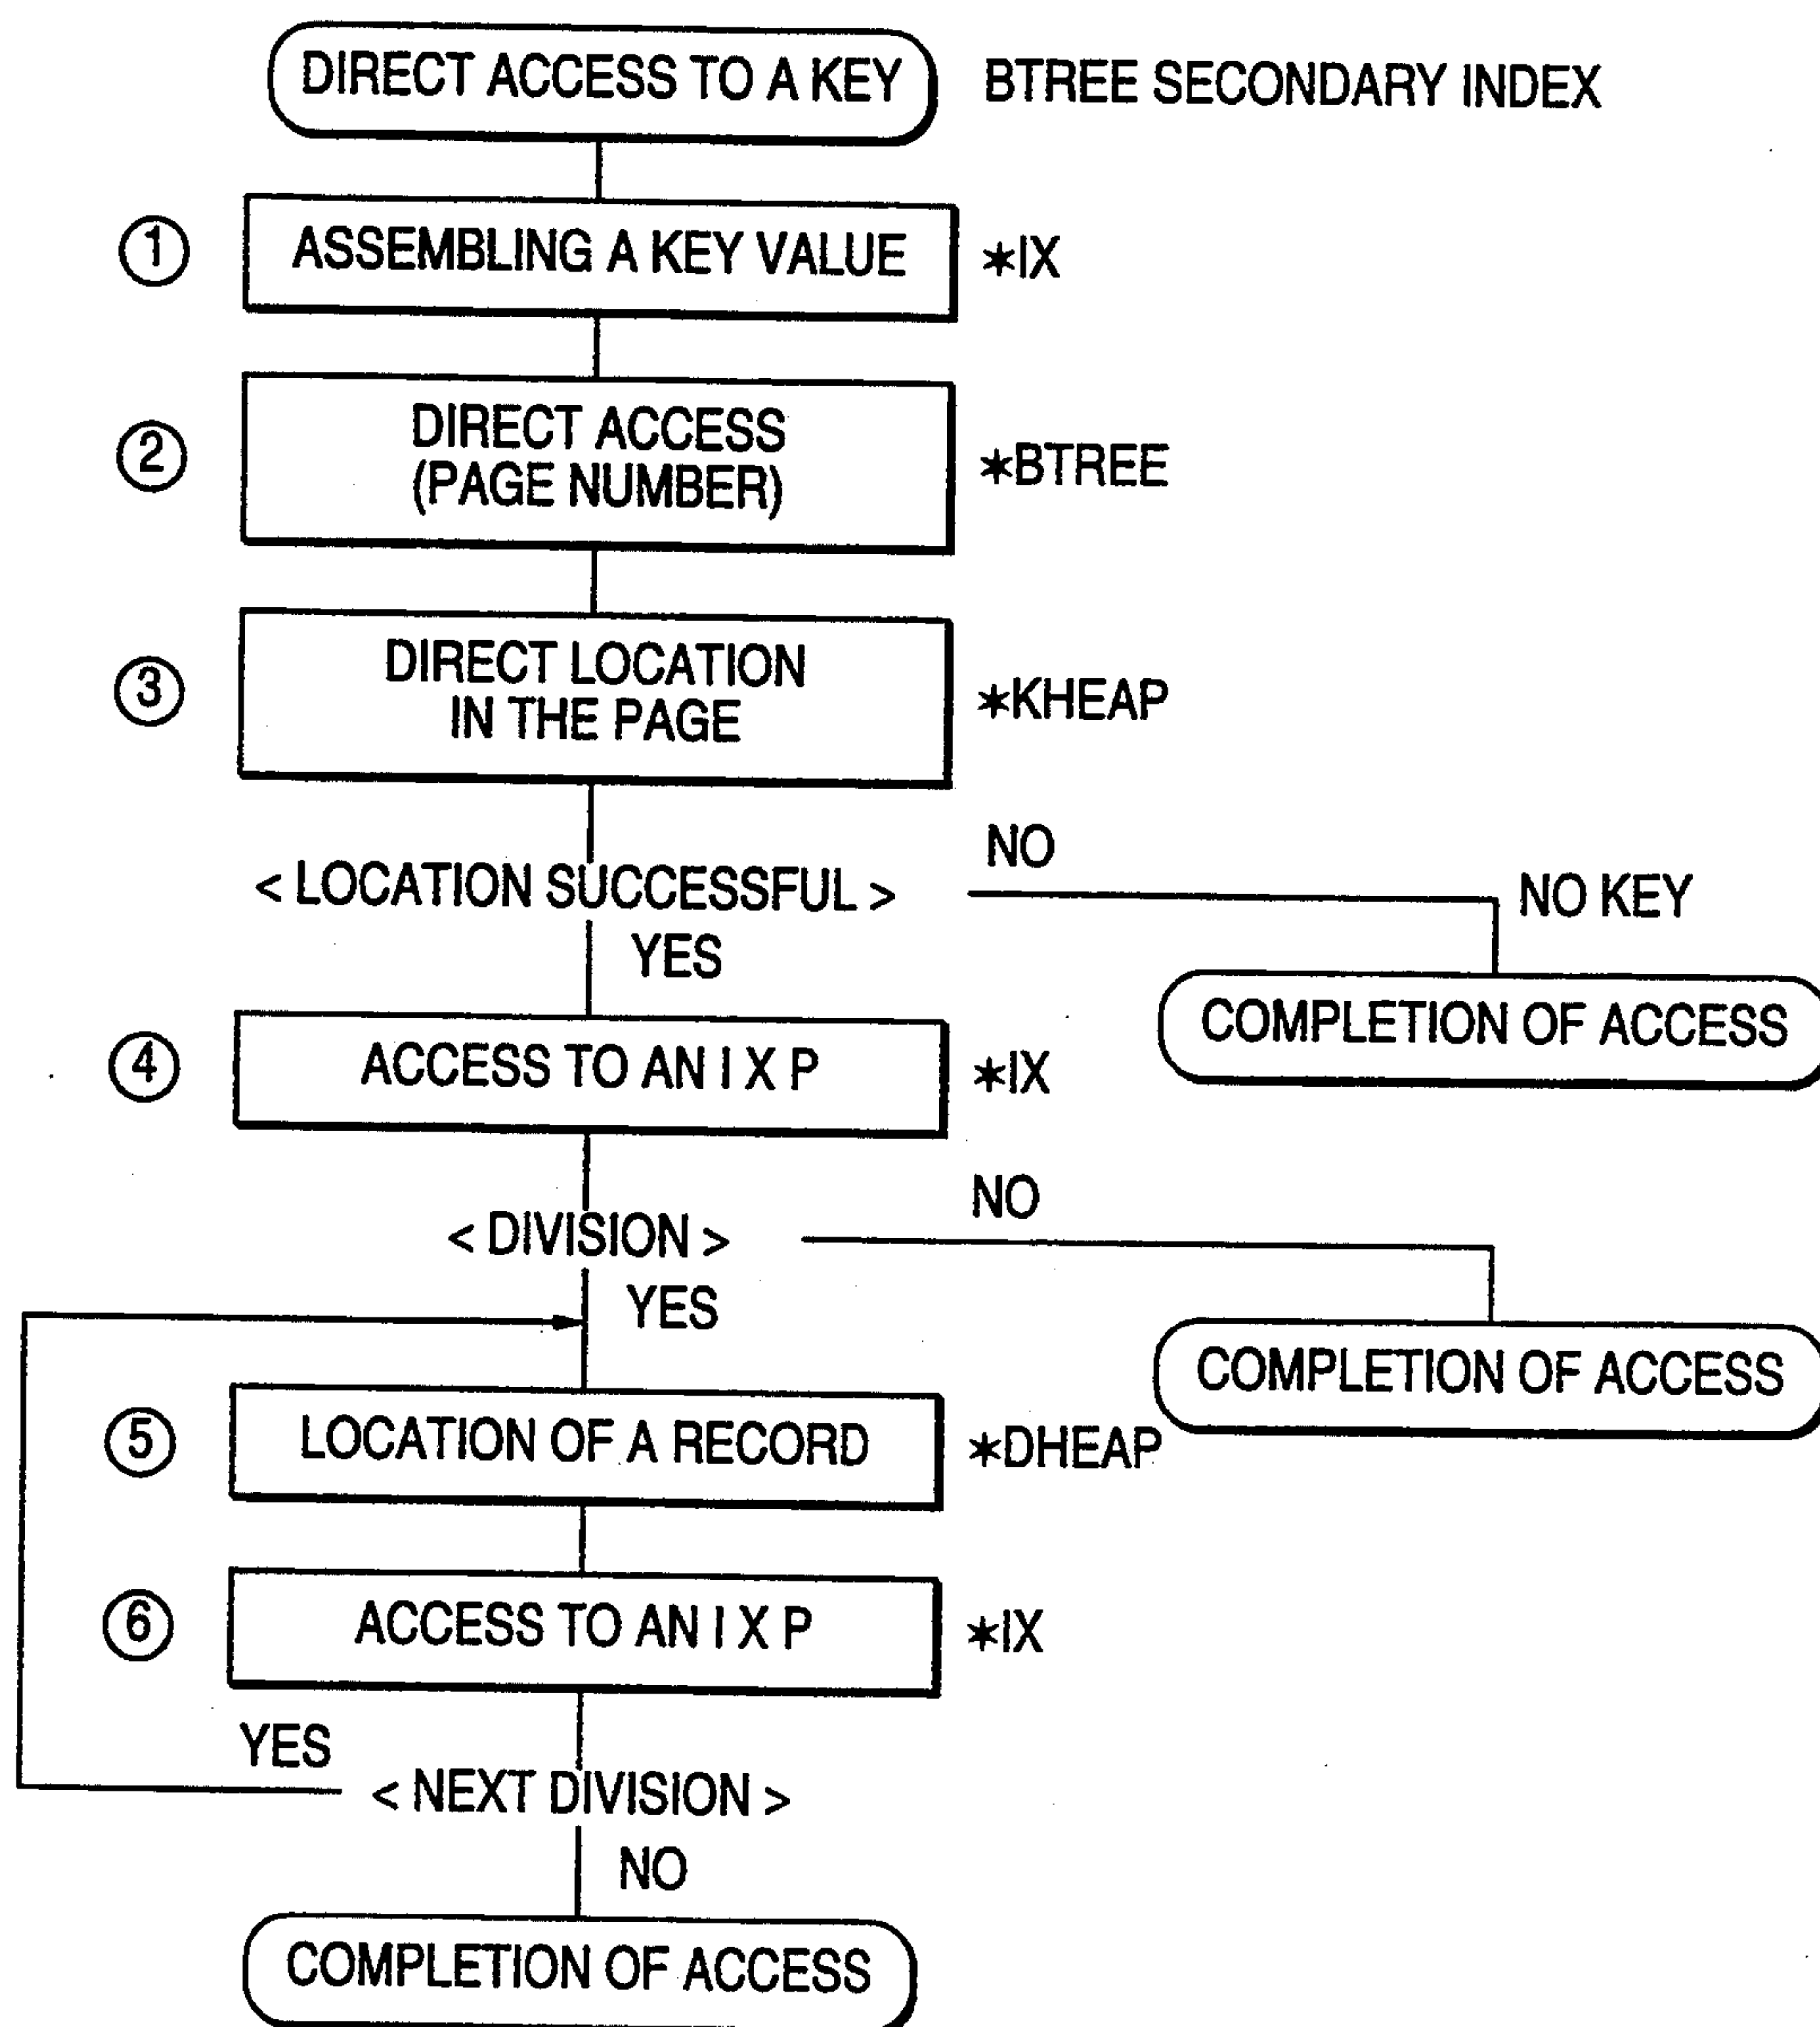 DIRECT ACCESS TO A KEY BTREE SECONDARY INDEX
① ASSEMBLING A KEY VALUE *IX
② DIRECT ACCESS
(PAGE NUMBER) *BTREE
③ DIRECT LOCATION
IN THE PAGE *KHEAP
NO
< LOCATION SUCCESSFUL > NO KEY
YES
COMPLETION OF ACCESS
④ ACCESS TO AN I X P *IX
NO
< DIVISION >
YES
COMPLETION OF ACCESS
⑤ LOCATION OF A RECORD *DHEAP
⑥ ACCESS TO AN I X P *IX
YES
< NEXT DIVISION >
NO
COMPLETION OF ACCESS